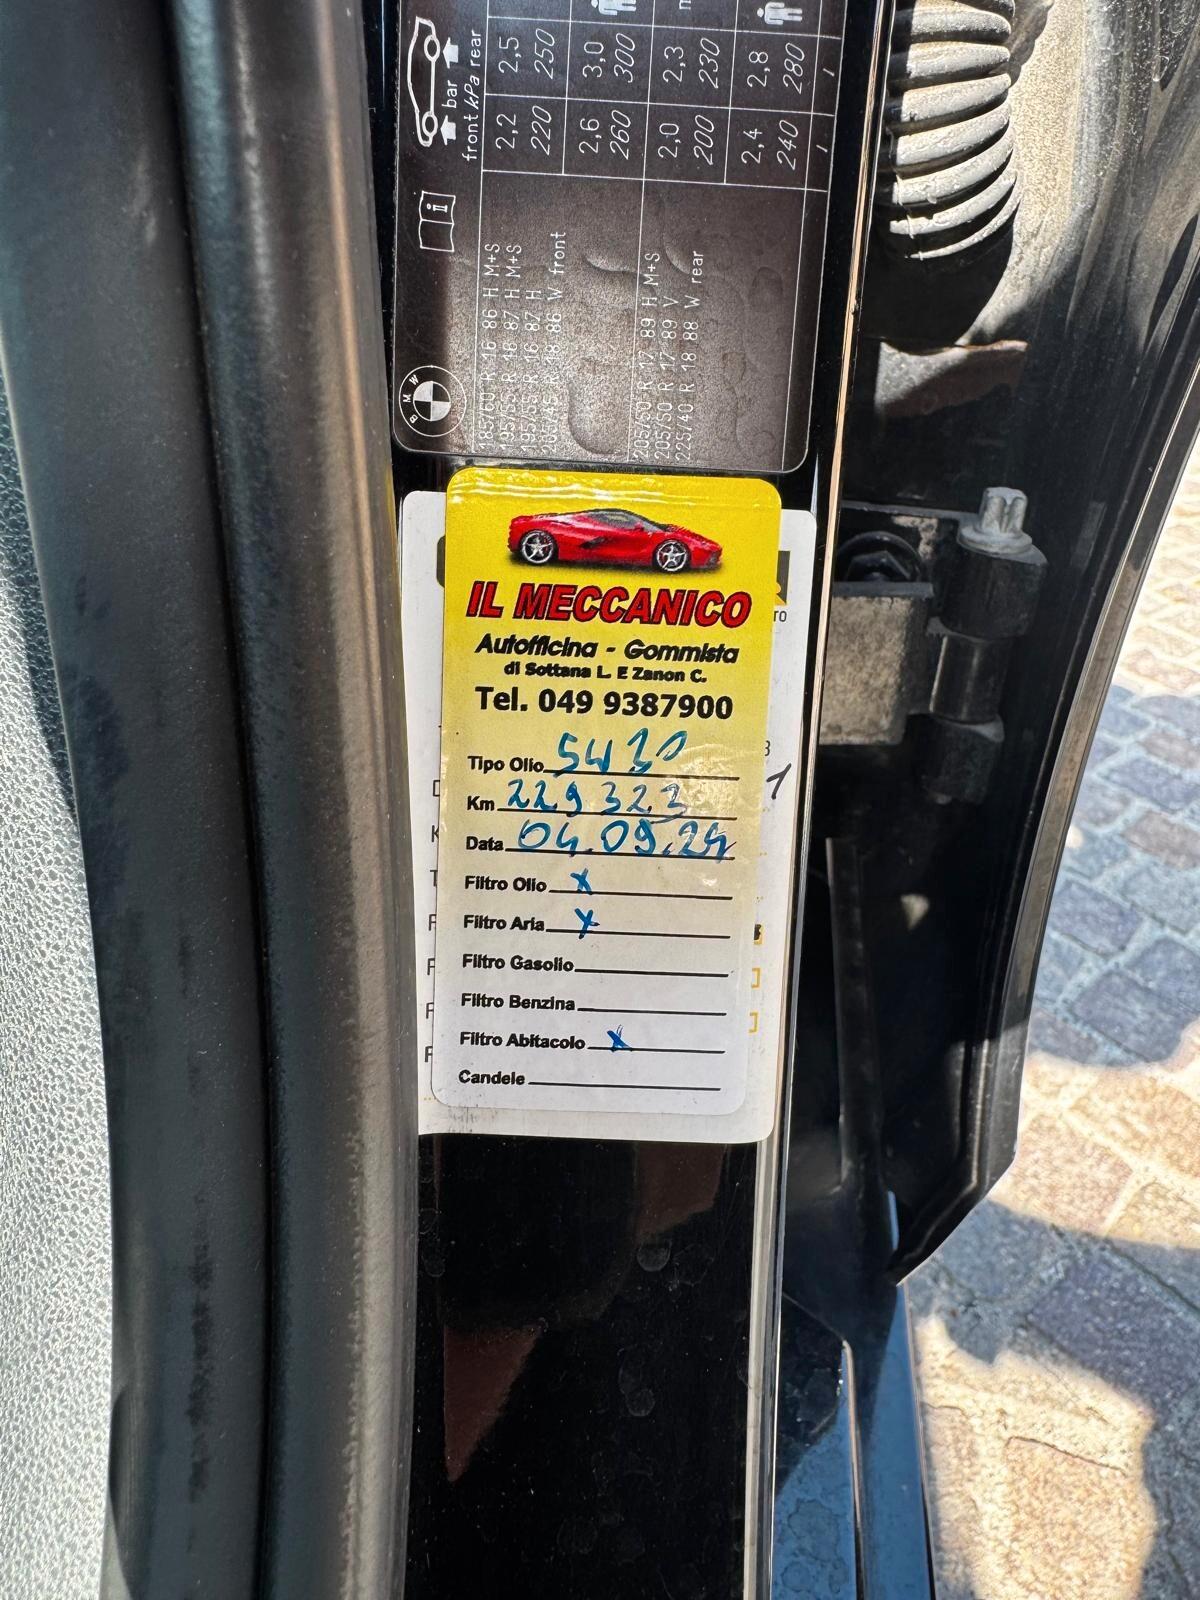 BMW
bar
kPa
front rear
185/60 R 16 86 H M+S
195/55 R 16 87 H M+S
195/55 R 16 87 H
205/45 R 18 86 W front
2,2 2,5
220 250
2,6 3,0
260 300
205/50 R 17 89 H M+S
205/50 R 17 89 V
225/40 R 18 88 W rear
2,0 2,3
200 230
2,4 2,8
240 280
/ /
IL MECCANICO
Autofficina - Gommista
di Sottana L. E Zanon C.
Tel. 049 9387900
Tipo Olio 5W30
Km 229323
Data 04.09.24
Filtro Olio x
Filtro Aria x
Filtro Gasolio
Filtro Benzina
Filtro Abitacolo x
Candele